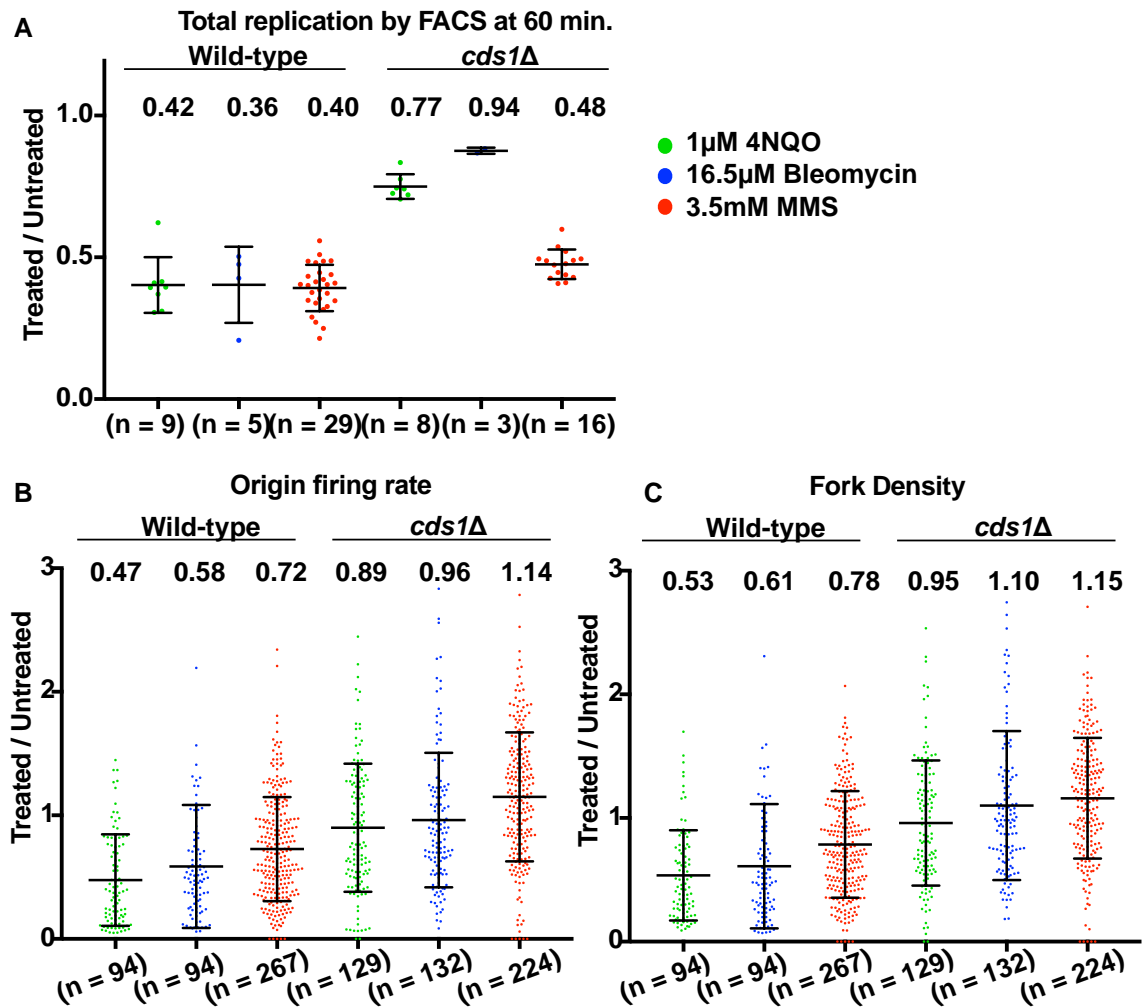 A
Total replication by FACS at 60 min.
Wild-type cds1Δ
0.42 0.36 0.40 0.77 0.94 0.48
1.0
0.5
0.0
Treated / Untreated
(n = 9) (n = 5) (n = 29) (n = 8) (n = 3) (n = 16)
1µM 4NQO
16.5µM Bleomycin
3.5mM MMS
B
Origin firing rate
Wild-type cds1Δ
0.47 0.58 0.72 0.89 0.96 1.14
3
2
1
0
Treated / Untreated
(n = 94) (n = 94) (n = 267) (n = 129) (n = 132) (n = 224)
C
Fork Density
Wild-type cds1Δ
0.53 0.61 0.78 0.95 1.10 1.15
3
2
1
0
Treated / Untreated
(n = 94) (n = 94) (n = 267) (n = 129) (n = 132) (n = 224)